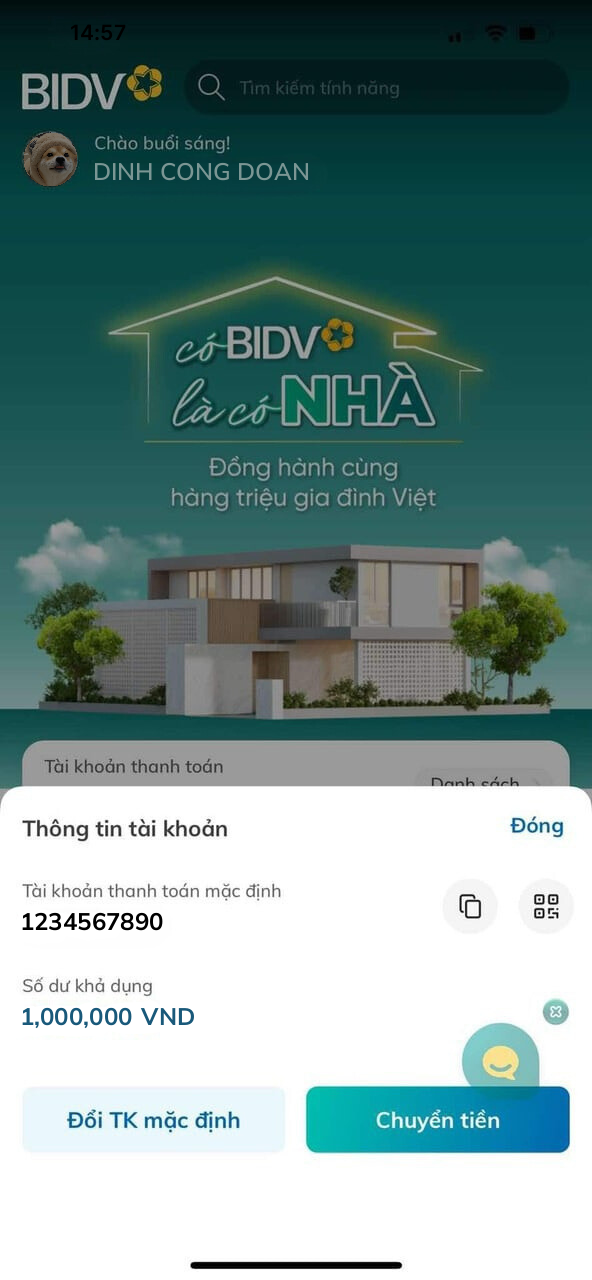 14:57
BIDV
Tìm kiếm tính năng
Chào buổi sáng!
DINH CONG DOAN
có BIDV
là có NHÀ
Đồng hành cùng
hàng triệu gia đình Việt
Tài khoản thanh toán
Danh sách
Thông tin tài khoản
Đóng
Tài khoản thanh toán mặc định
1234567890
Số dư khả dụng
1,000,000 VND
Đổi TK mặc định
Chuyển tiền